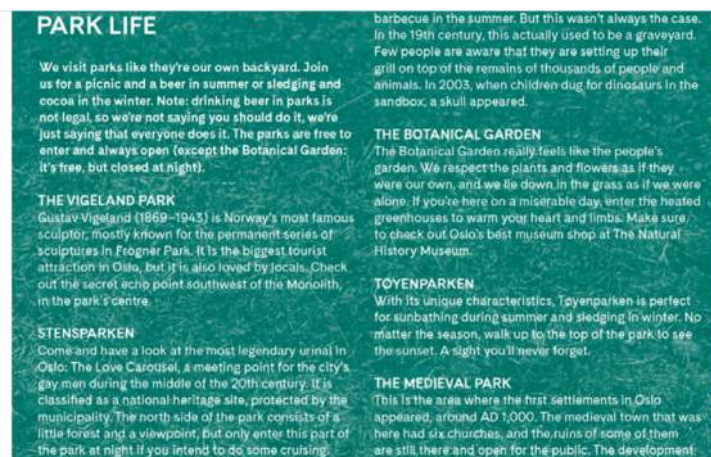 PARK LIFE
We visit parks like they're our own backyard. Join
us for a picnic and a beer in summer or sledging and
cocoa in the winter. Note: drinking beer in parks is
not legal, so we're not saying you should do it, we're
just saying that everyone does it. The parks are free to
enter and always open (except the Botanical Garden:
it's free, but closed at night).
THE VIGELAND PARK
Gustav Vigeland (1869–1943) is Norway's most famous
sculptor, mostly known for the permanent series of
sculptures in Frogner Park. It is the biggest tourist
attraction in Oslo, but it is also loved by locals. Check
out the secret echo point southwest of the Monolith,
in the park's centre.
STENSPARKEN
Come and have a look at the most legendary urinal in
Oslo: The Love Carousel, a meeting point for the city's
gay men during the middle of the 20th century. It is
classified as a national heritage site, protected by the
municipality. The north side of the park consists of a
little forest and a viewpoint, but only enter this part of
the park at night if you intend to do some cruising.
barbecue in the summer. But this wasn't always the case.
In the 19th century, this actually used to be a graveyard.
Few people are aware that they are setting up their
grill on top of the remains of thousands of people and
animals. In 2003, when children dug for dinosaurs in the
sandbox, a skull appeared.
THE BOTANICAL GARDEN
The Botanical Garden really feels like the people's
garden. We respect the plants and flowers as if they
were our own, and we lie down in the grass as if we were
alone. If you're here on a miserable day, enter the heated
greenhouses to warm your heart and limbs. Make sure
to check out Oslo's best museum shop at The Natural
History Museum.
TØYENPARKEN
With its unique characteristics, Tøyenparken is perfect
for sunbathing during summer and sledging in winter. No
matter the season, walk up to the top of the park to see
the sunset. A sight you'll never forget.
THE MEDIEVAL PARK
This is the area where the first settlements in Oslo
appeared, around AD 1,000. The medieval town that was
here had six churches, and the ruins of some of them
are still there and open for the public. The development